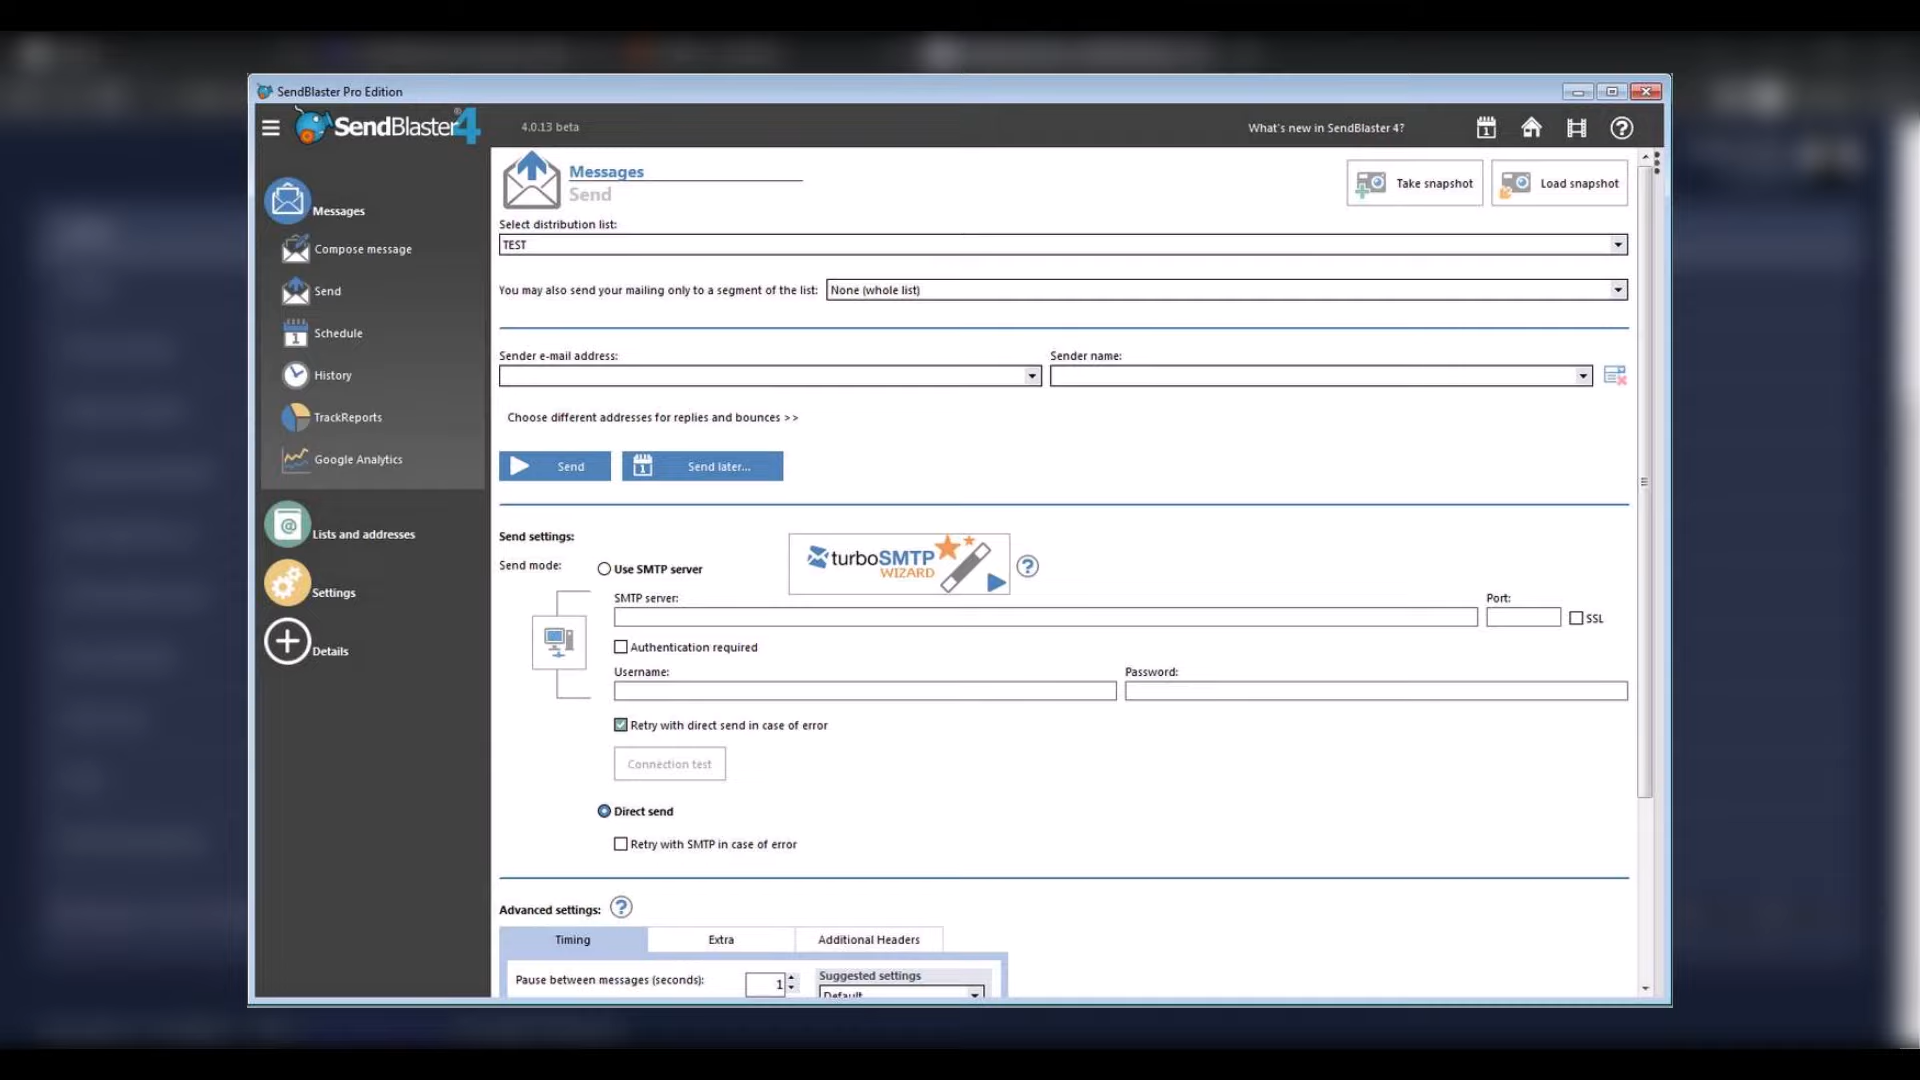 SendBlaster Pro Edition
SendBlaster®4
4.0.13 beta
What's new in SendBlaster 4?
Messages
Compose message
Send
Schedule
History
TrackReports
Google Analytics
Lists and addresses
Settings
Details
Messages
Send
Take snapshot
Load snapshot
Select distribution list:
TEST
You may also send your mailing only to a segment of the list: None (whole list)
Sender e-mail address:
Sender name:
Choose different addresses for replies and bounces >>
Send
Send later...
Send settings:
Send mode:
Use SMTP server
turboSMTP
WIZARD
SMTP server:
Port:
SSL
Authentication required
Username:
Password:
Retry with direct send in case of error
Connection test
Direct send
Retry with SMTP in case of error
Advanced settings:
Timing
Extra
Additional Headers
Pause between messages (seconds): 1
Suggested settings
Default